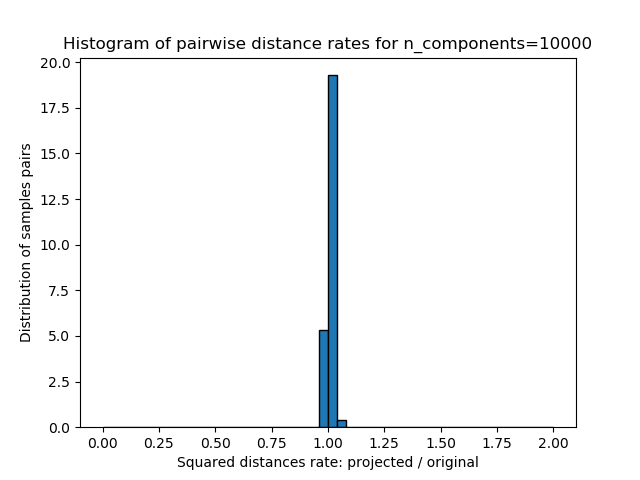 Histogram of pairwise distance rates for n_components=10000
Distribution of samples pairs
20.0
17.5
15.0
12.5
10.0
7.5
5.0
2.5
0.0
0.00 0.25 0.50 0.75 1.00 1.25 1.50 1.75 2.00
Squared distances rate: projected / original